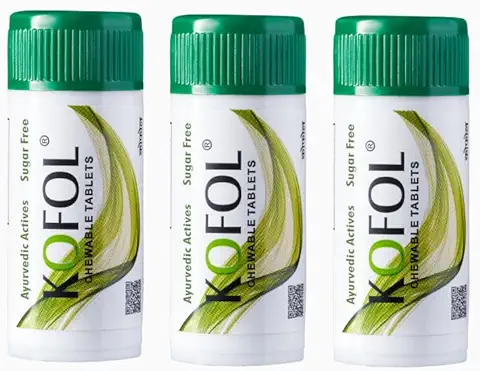 Ayurvedic Actives Sugar Free
KOFOL®
CHEWABLE TABLETS
कोफोल
Ayurvedic Actives Sugar Free
KOFOL®
CHEWABLE TABLETS
कोफोल
Ayurvedic Actives Sugar Free
KOFOL®
CHEWABLE TABLETS
कोफोल